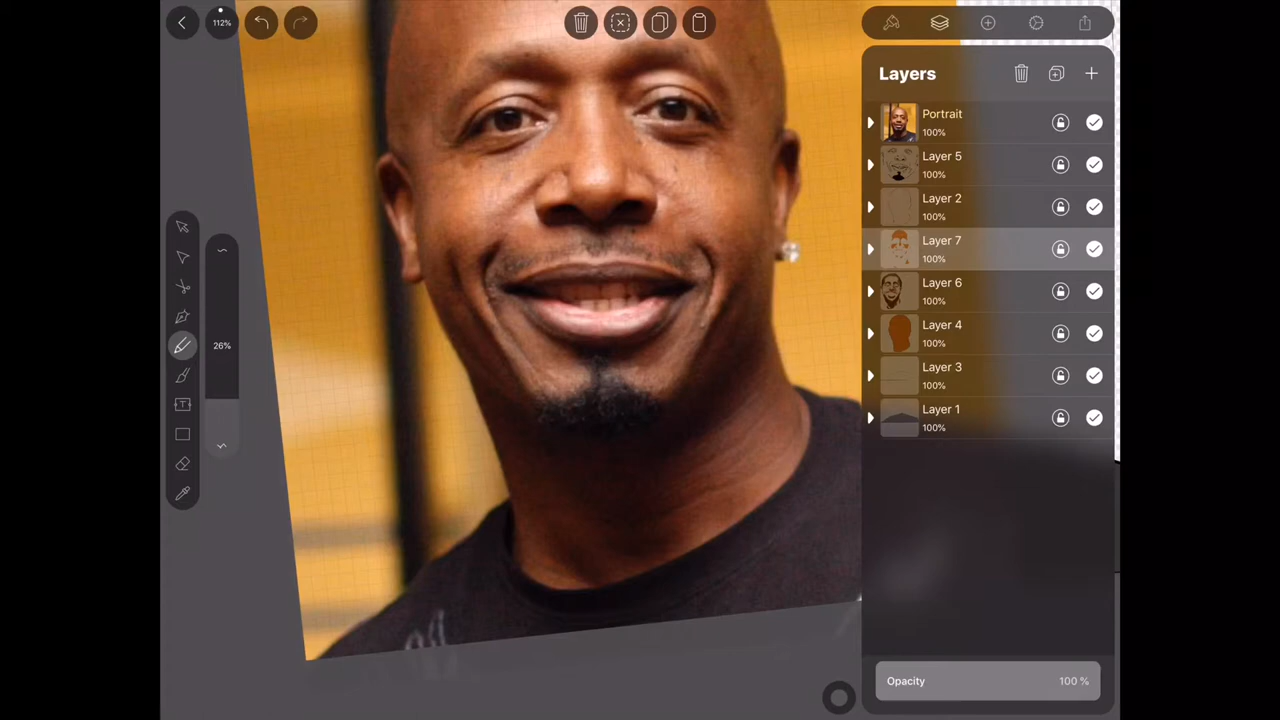 112%
Layers
Portrait
100%
Layer 5
100%
Layer 2
100%
Layer 7
100%
Layer 6
100%
26%
Layer 4
100%
Layer 3
100%
Layer 1
100%
Opacity 100 %